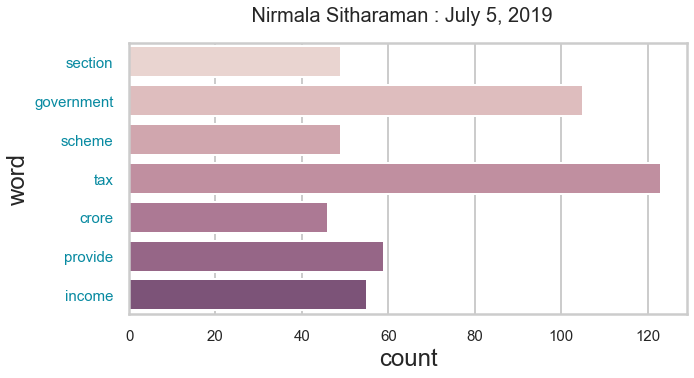 Nirmala Sitharaman : July 5, 2019
word
section
government
scheme
tax
crore
provide
income
0 20 40 60 80 100 120
count